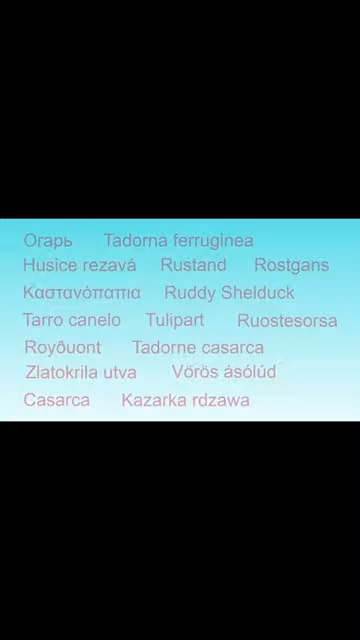 Огарь Tadorna ferruginea
Husice rezavá Rustand Rostgans
Καστανόπαπια Ruddy Shelduck
Tarro canelo Tulipart Ruostesorsa
Royðuont Tadorne casarca
Zlatokrila utva Vörös ásólúd
Casarca Kazarka rdzawa